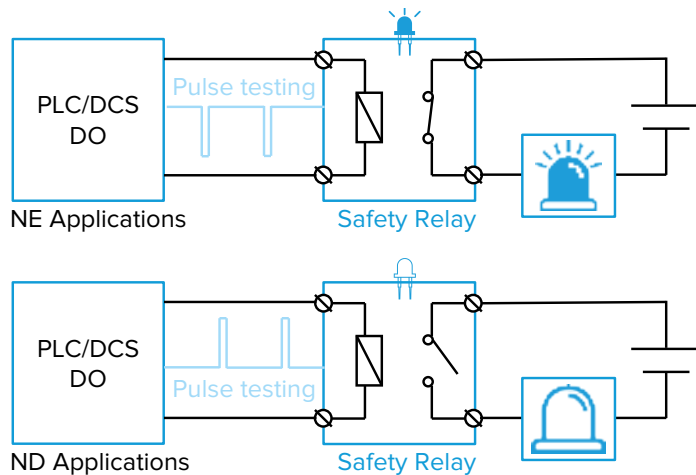 Pulse testing
PLC/DCS
DO
NE Applications
Safety Relay
PLC/DCS
DO
Pulse testing
ND Applications
Safety Relay